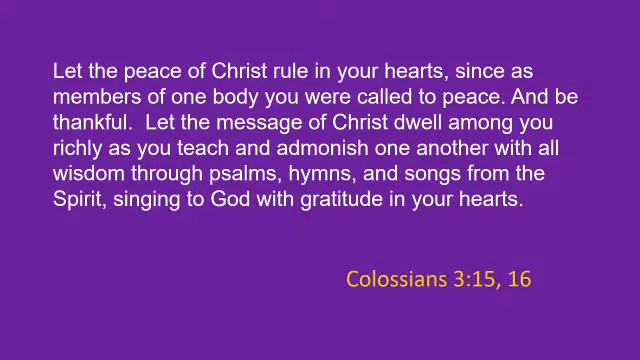 Let the peace of Christ rule in your hearts, since as
members of one body you were called to peace. And be
thankful.  Let the message of Christ dwell among you
richly as you teach and admonish one another with all
wisdom through psalms, hymns, and songs from the
Spirit, singing to God with gratitude in your hearts.
Colossians 3:15, 16